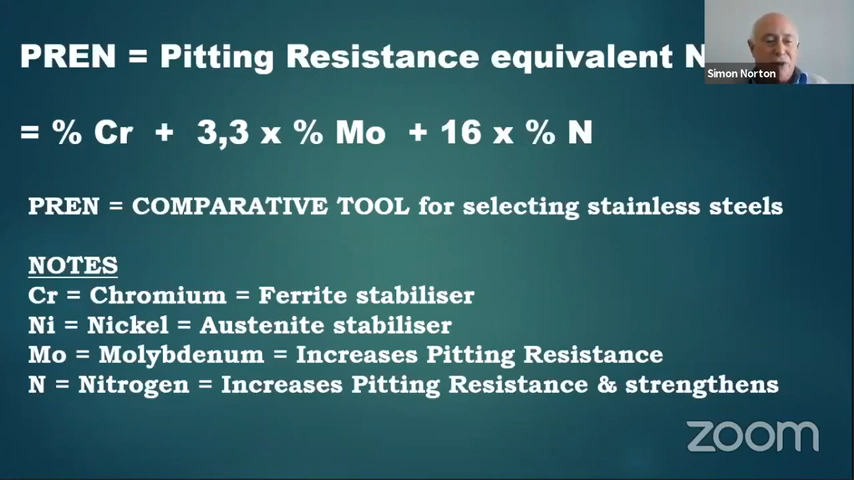 PREN = Pitting Resistance equivalent N
Simon Norton
= % Cr + 3,3 x % Mo + 16 x % N
PREN = COMPARATIVE TOOL for selecting stainless steels
NOTES
Cr = Chromium = Ferrite stabiliser
Ni = Nickel = Austenite stabiliser
Mo = Molybdenum = Increases Pitting Resistance
N = Nitrogen = Increases Pitting Resistance & strengthens
zoom